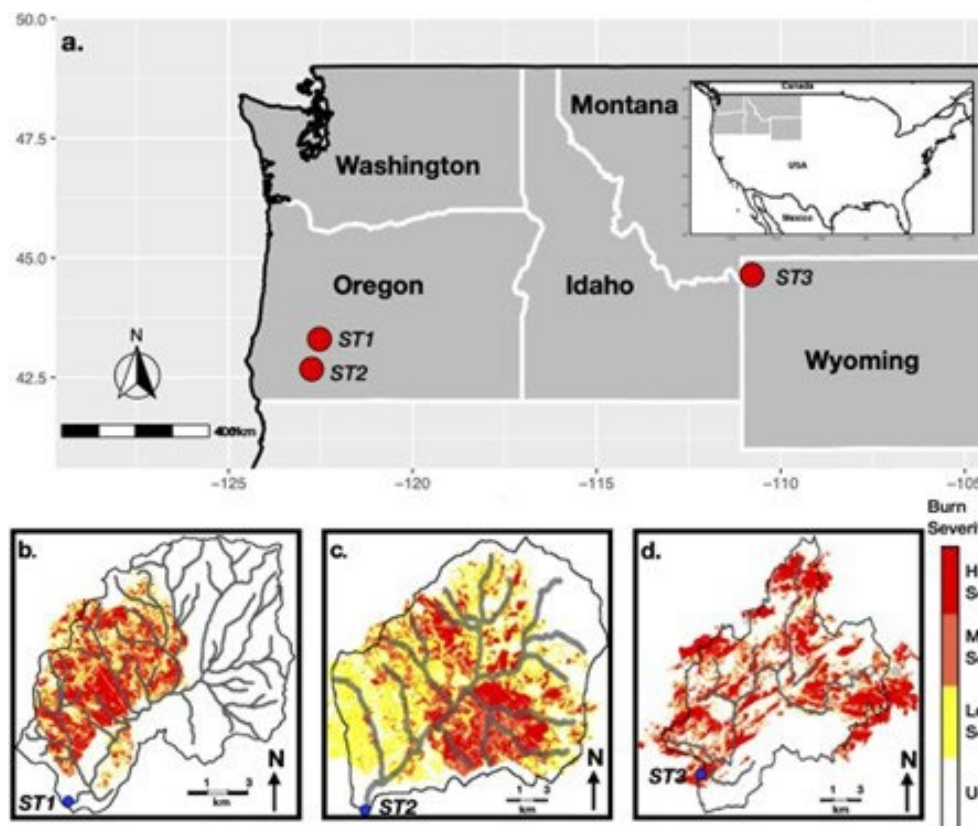 50.0
a.
Canada
Montana
47.5
Washington
USA
Mexico
45.0
Oregon
Idaho
ST3
N
ST1
Wyoming
ST2
42.5
−125
−120
−115
−110
Burn
b.
c.
d.
N
N
N
ST3
1 3
1 3
1 3
ST1
km
ST2
km
km